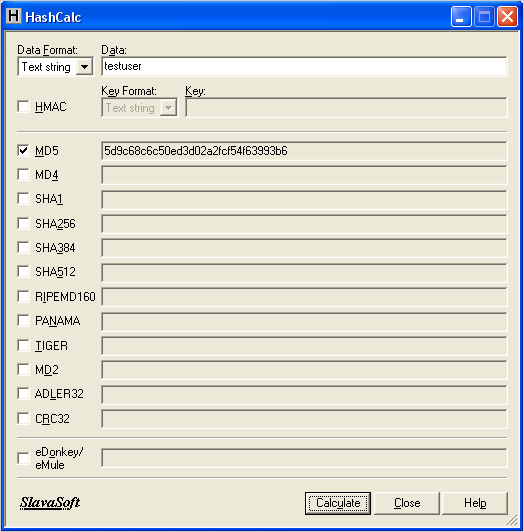 HashCalc
Data Format: Data:
Text string testuser
Key Format: Key:
HMAC Text string
MD5 5d9c68c6c50ed3d02a2fcf54f63993b6
MD4
SHA1
SHA256
SHA384
SHA512
RIPEMD160
PANAMA
TIGER
MD2
ADLER32
CRC32
eDonkey/
eMule
SlavaSoft Calculate Close Help